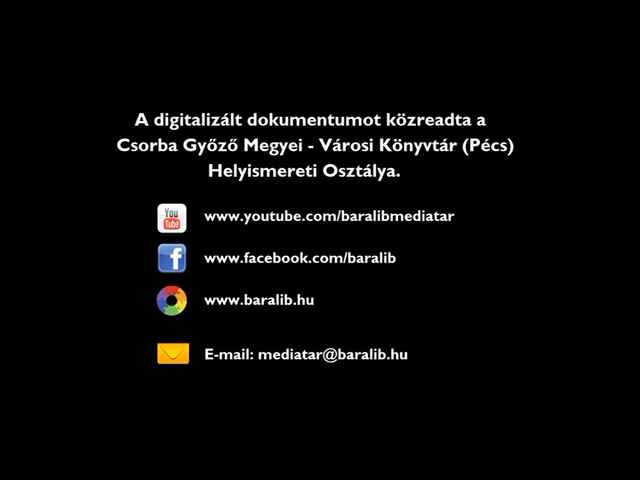 A digitalizált dokumentumot közreadta a
Csorba Győző Megyei - Városi Könyvtár (Pécs)
Helyismereti Osztálya.
You Tube www.youtube.com/baralibmediatar
f www.facebook.com/baralib
www.baralib.hu
E-mail: mediatar@baralib.hu